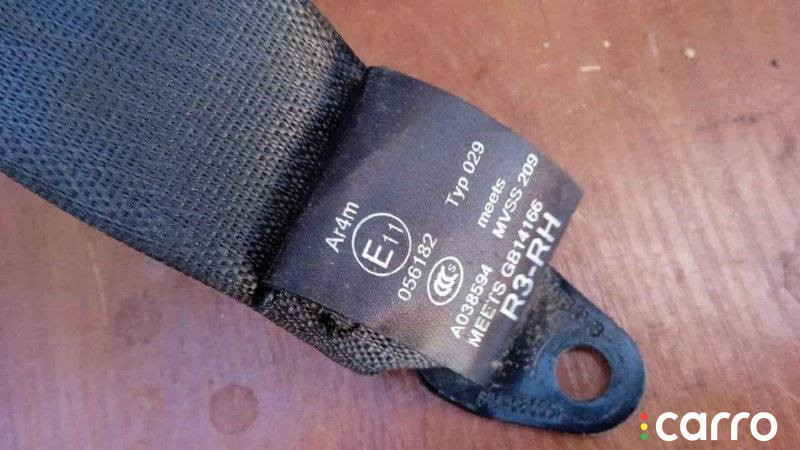 Ar4m
E11
056182
Typ 029
CCC S
A038594
meets
MVSS 209
MEETS GB14166
R3-RH
carro